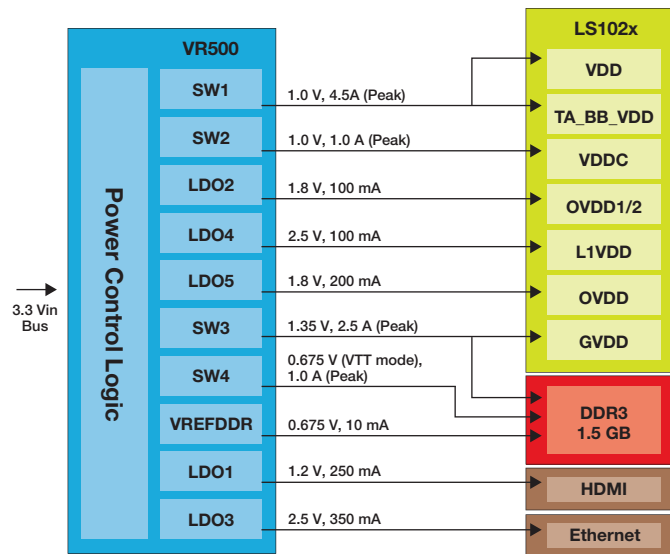 VR500
LS102x
Power Control Logic
3.3 Vin
Bus
SW1
1.0 V, 4.5A (Peak)
VDD
TA_BB_VDD
SW2
1.0 V, 1.0 A (Peak)
VDDC
LDO2
1.8 V, 100 mA
OVDD1/2
LDO4
2.5 V, 100 mA
L1VDD
LDO5
1.8 V, 200 mA
OVDD
SW3
1.35 V, 2.5 A (Peak)
GVDD
SW4
0.675 V (VTT mode),
1.0 A (Peak)
DDR3
1.5 GB
VREFDDR
0.675 V, 10 mA
LDO1
1.2 V, 250 mA
HDMI
LDO3
2.5 V, 350 mA
Ethernet